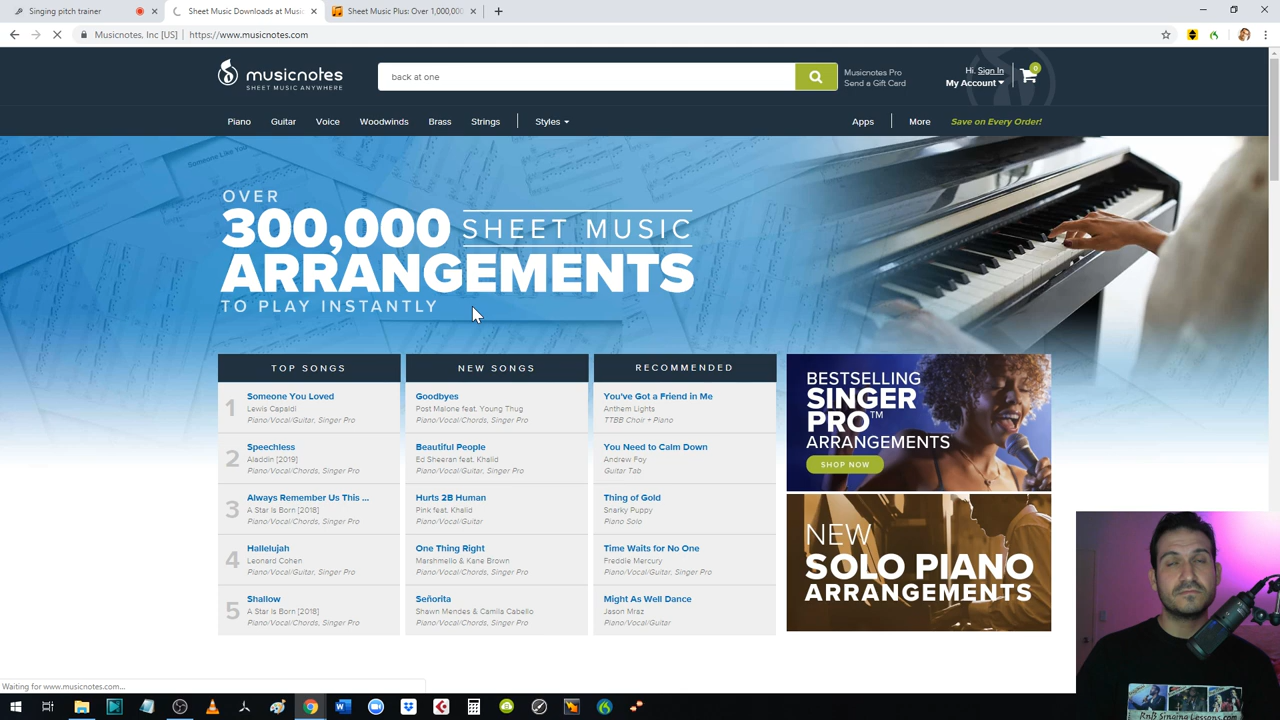 Singing pitch trainer
Sheet Music Downloads at Music
Sheet Music Plus: Over 1,000,000
Musicnotes, Inc [US]
https://www.musicnotes.com
musicnotes
SHEET MUSIC ANYWHERE
back at one
Musicnotes Pro
Send a Gift Card
Hi. Sign In
My Account
0
Piano
Guitar
Voice
Woodwinds
Brass
Strings
Styles
Apps
More
Save on Every Order!
Someone Like You
OVER
300,000 SHEET MUSIC
ARRANGEMENTS
TO PLAY INSTANTLY
TOP SONGS
1
Someone You Loved
Lewis Capaldi
Piano/Vocal/Guitar, Singer Pro
2
Speechless
Aladdin [2019]
Piano/Vocal/Chords, Singer Pro
3
Always Remember Us This ...
A Star Is Born [2018]
Piano/Vocal/Chords, Singer Pro
4
Hallelujah
Leonard Cohen
Piano/Vocal/Guitar, Singer Pro
5
Shallow
A Star Is Born [2018]
Piano/Vocal/Chords, Singer Pro
NEW SONGS
Goodbyes
Post Malone feat. Young Thug
Piano/Vocal/Chords, Singer Pro
Beautiful People
Ed Sheeran feat. Khalid
Piano/Vocal/Guitar, Singer Pro
Hurts 2B Human
Pink feat. Khalid
Piano/Vocal/Guitar
One Thing Right
Marshmello & Kane Brown
Piano/Vocal/Chords, Singer Pro
Señorita
Shawn Mendes & Camila Cabello
Piano/Vocal/Chords, Singer Pro
RECOMMENDED
You've Got a Friend in Me
Anthem Lights
TTBB Choir + Piano
You Need to Calm Down
Andrew Foy
Guitar Tab
Thing of Gold
Snarky Puppy
Piano Solo
Time Waits for No One
Freddie Mercury
Piano/Vocal/Guitar, Singer Pro
Might As Well Dance
Jason Mraz
Piano/Vocal/Guitar
BESTSELLING
SINGER
PRO™
ARRANGEMENTS
SHOP NOW
NEW
SOLO PIANO
ARRANGEMENTS
RnB Singing Lessons.com
Waiting for www.musicnotes.com...